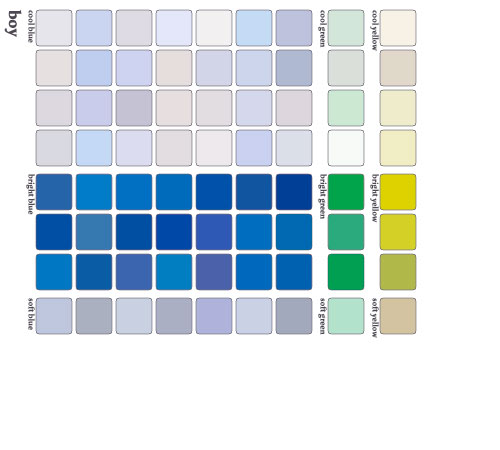 boy
cool blue
cool green
cool yellow
bright blue
bright green
bright yellow
soft blue
soft green
soft yellow